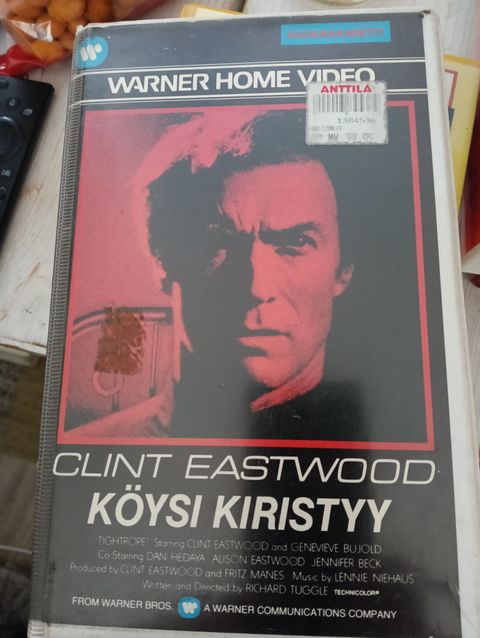 WARNER HOME VIDEO
ANTTILA
CLINT EASTWOOD
KÖYSI KIRISTYY
"TIGHTROPE" Starring CLINT EASTWOOD and GENEVIEVE BUJOLD
Co-Starring DAN HEDAYA ALISON EASTWOOD JENNIFER BECK
Produced by CLINT EASTWOOD and FRITZ MANES Music by LENNIE NIEHAUS
Written and Directed by RICHARD TUGGLE TECHNICOLOR®
FROM WARNER BROS. A WARNER COMMUNICATIONS COMPANY